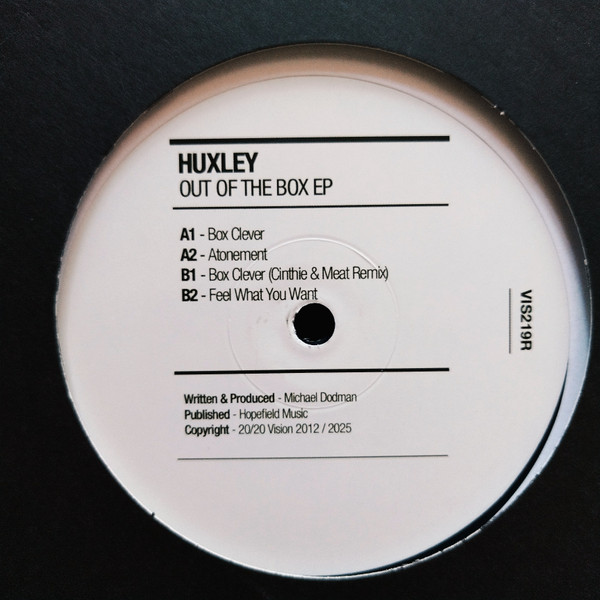 HUXLEY
OUT OF THE BOX EP
A1 - Box Clever
A2 - Atonement
B1 - Box Clever (Cinthie & Meat Remix)
B2 - Feel What You Want
VIS219R
Written & Produced - Michael Dodman
Published - Hopefield Music
Copyright - 20/20 Vision 2012 / 2025